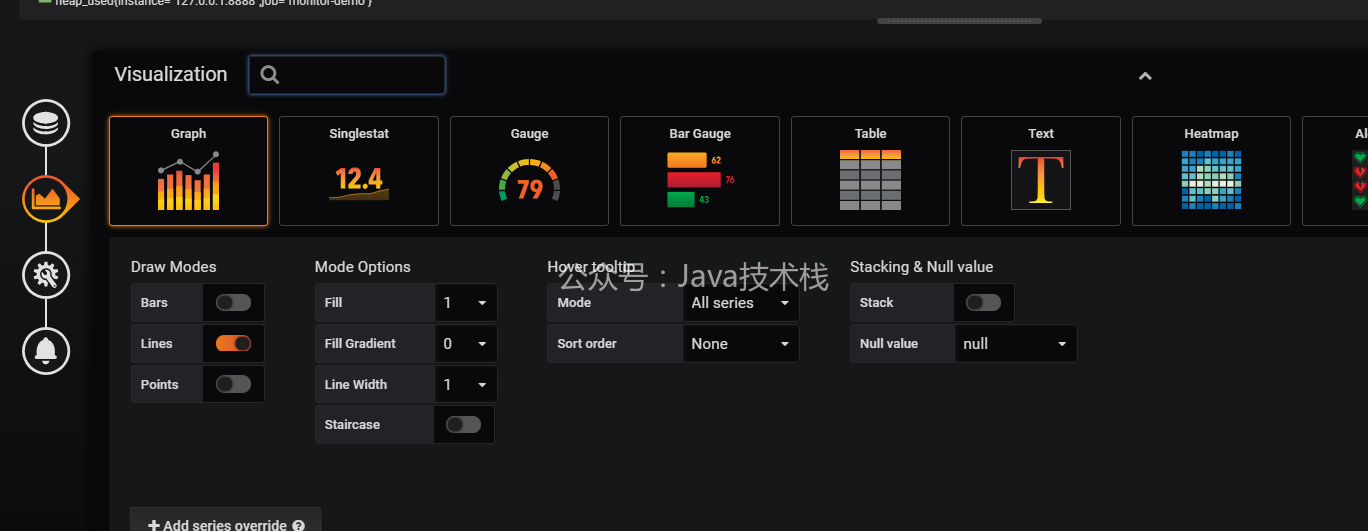 heap_used{instance="127.0.0.1:8888",job="monitor-demo"}
Visualization
Graph Singlestat Gauge Bar Gauge Table Text Heatmap
12.4 79 62 76 43 T
Draw Modes Mode Options Hover tooltip Stacking & Null value
公众号：Java技术栈
Bars Fill 1 Mode All series Stack
Lines Fill Gradient 0 Sort order None Null value null
Points Line Width 1
Staircase
Add series override